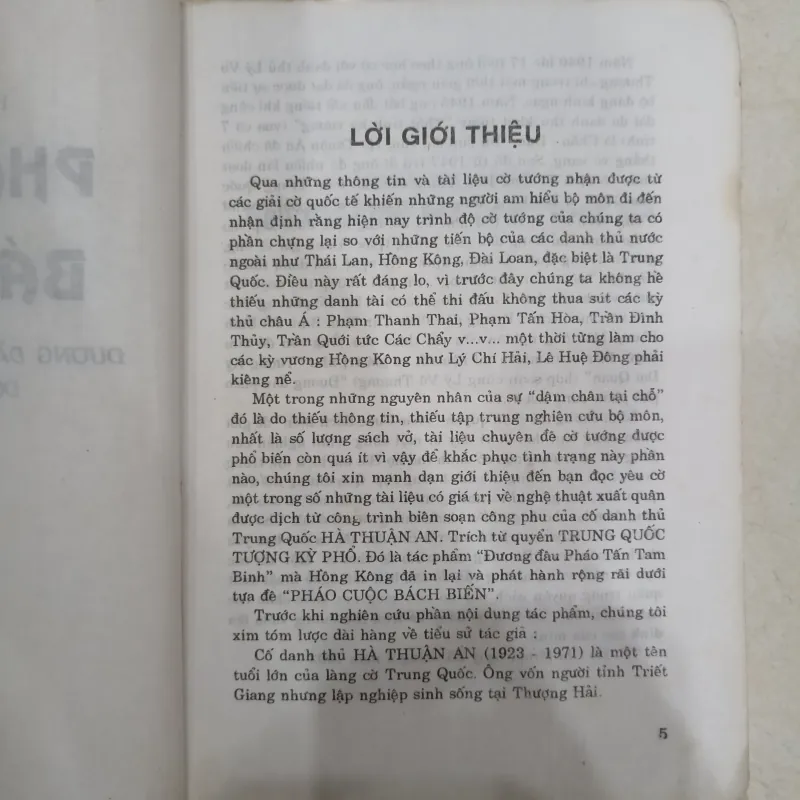 LỜI GIỚI THIỆU
Qua những thông tin và tài liệu cờ tướng nhận được từ
các giải cờ quốc tế khiến những người am hiểu bộ môn đi đến
nhận định rằng hiện nay trình độ cờ tướng của chúng ta có
phần chựng lại so với những tiến bộ của các danh thủ nước
ngoài như Thái Lan, Hồng Kông, Đài Loan, đặc biệt là Trung
Quốc. Điều này rất đáng lo, vì trước đây chúng ta không hề
thiếu những danh tài có thể thi đấu không thua sút các kỳ
thủ châu Á : Phạm Thanh Thai, Phạm Tấn Hòa, Trần Đình
Thủy, Trần Quới tức Các Chẩy v...v... một thời từng làm cho
các kỳ vương Hồng Kông như Lý Chí Hải, Lê Huệ Đông phải
kiêng nể.
Một trong những nguyên nhân của sự “dậm chân tại chỗ”
đó là do thiếu thông tin, thiếu tập trung nghiên cứu bộ môn,
nhất là số lượng sách vở, tài liệu chuyên đề cờ tướng được
phổ biến còn quá ít vì vậy để khắc phục tình trạng này phần
nào, chúng tôi xin mạnh dạn giới thiệu đến bạn đọc yêu cờ
một trong số những tài liệu có giá trị về nghệ thuật xuất quân
được dịch từ công trình biên soạn công phu của cố danh thủ
Trung Quốc HÀ THUẬN AN. Trích từ quyển TRUNG QUỐC
TƯỢNG KỲ PHỔ. Đó là tác phẩm “Đương đầu Pháo Tấn Tam
Binh” mà Hồng Kông đã in lại và phát hành rộng rãi dưới
tựa đề “PHÁO CUỘC BÁCH BIẾN”.
Trước khi nghiên cứu phần nội dung tác phẩm, chúng tôi
xim tóm lược dài hàng về tiểu sử tác giả :
Cố danh thủ HÀ THUẬN AN (1923 - 1971) là một tên
tuổi lớn của làng cờ Trung Quốc. Ông vốn người tỉnh Triết
Giang nhưng lập nghiệp sinh sống tại Thượng Hải.
5